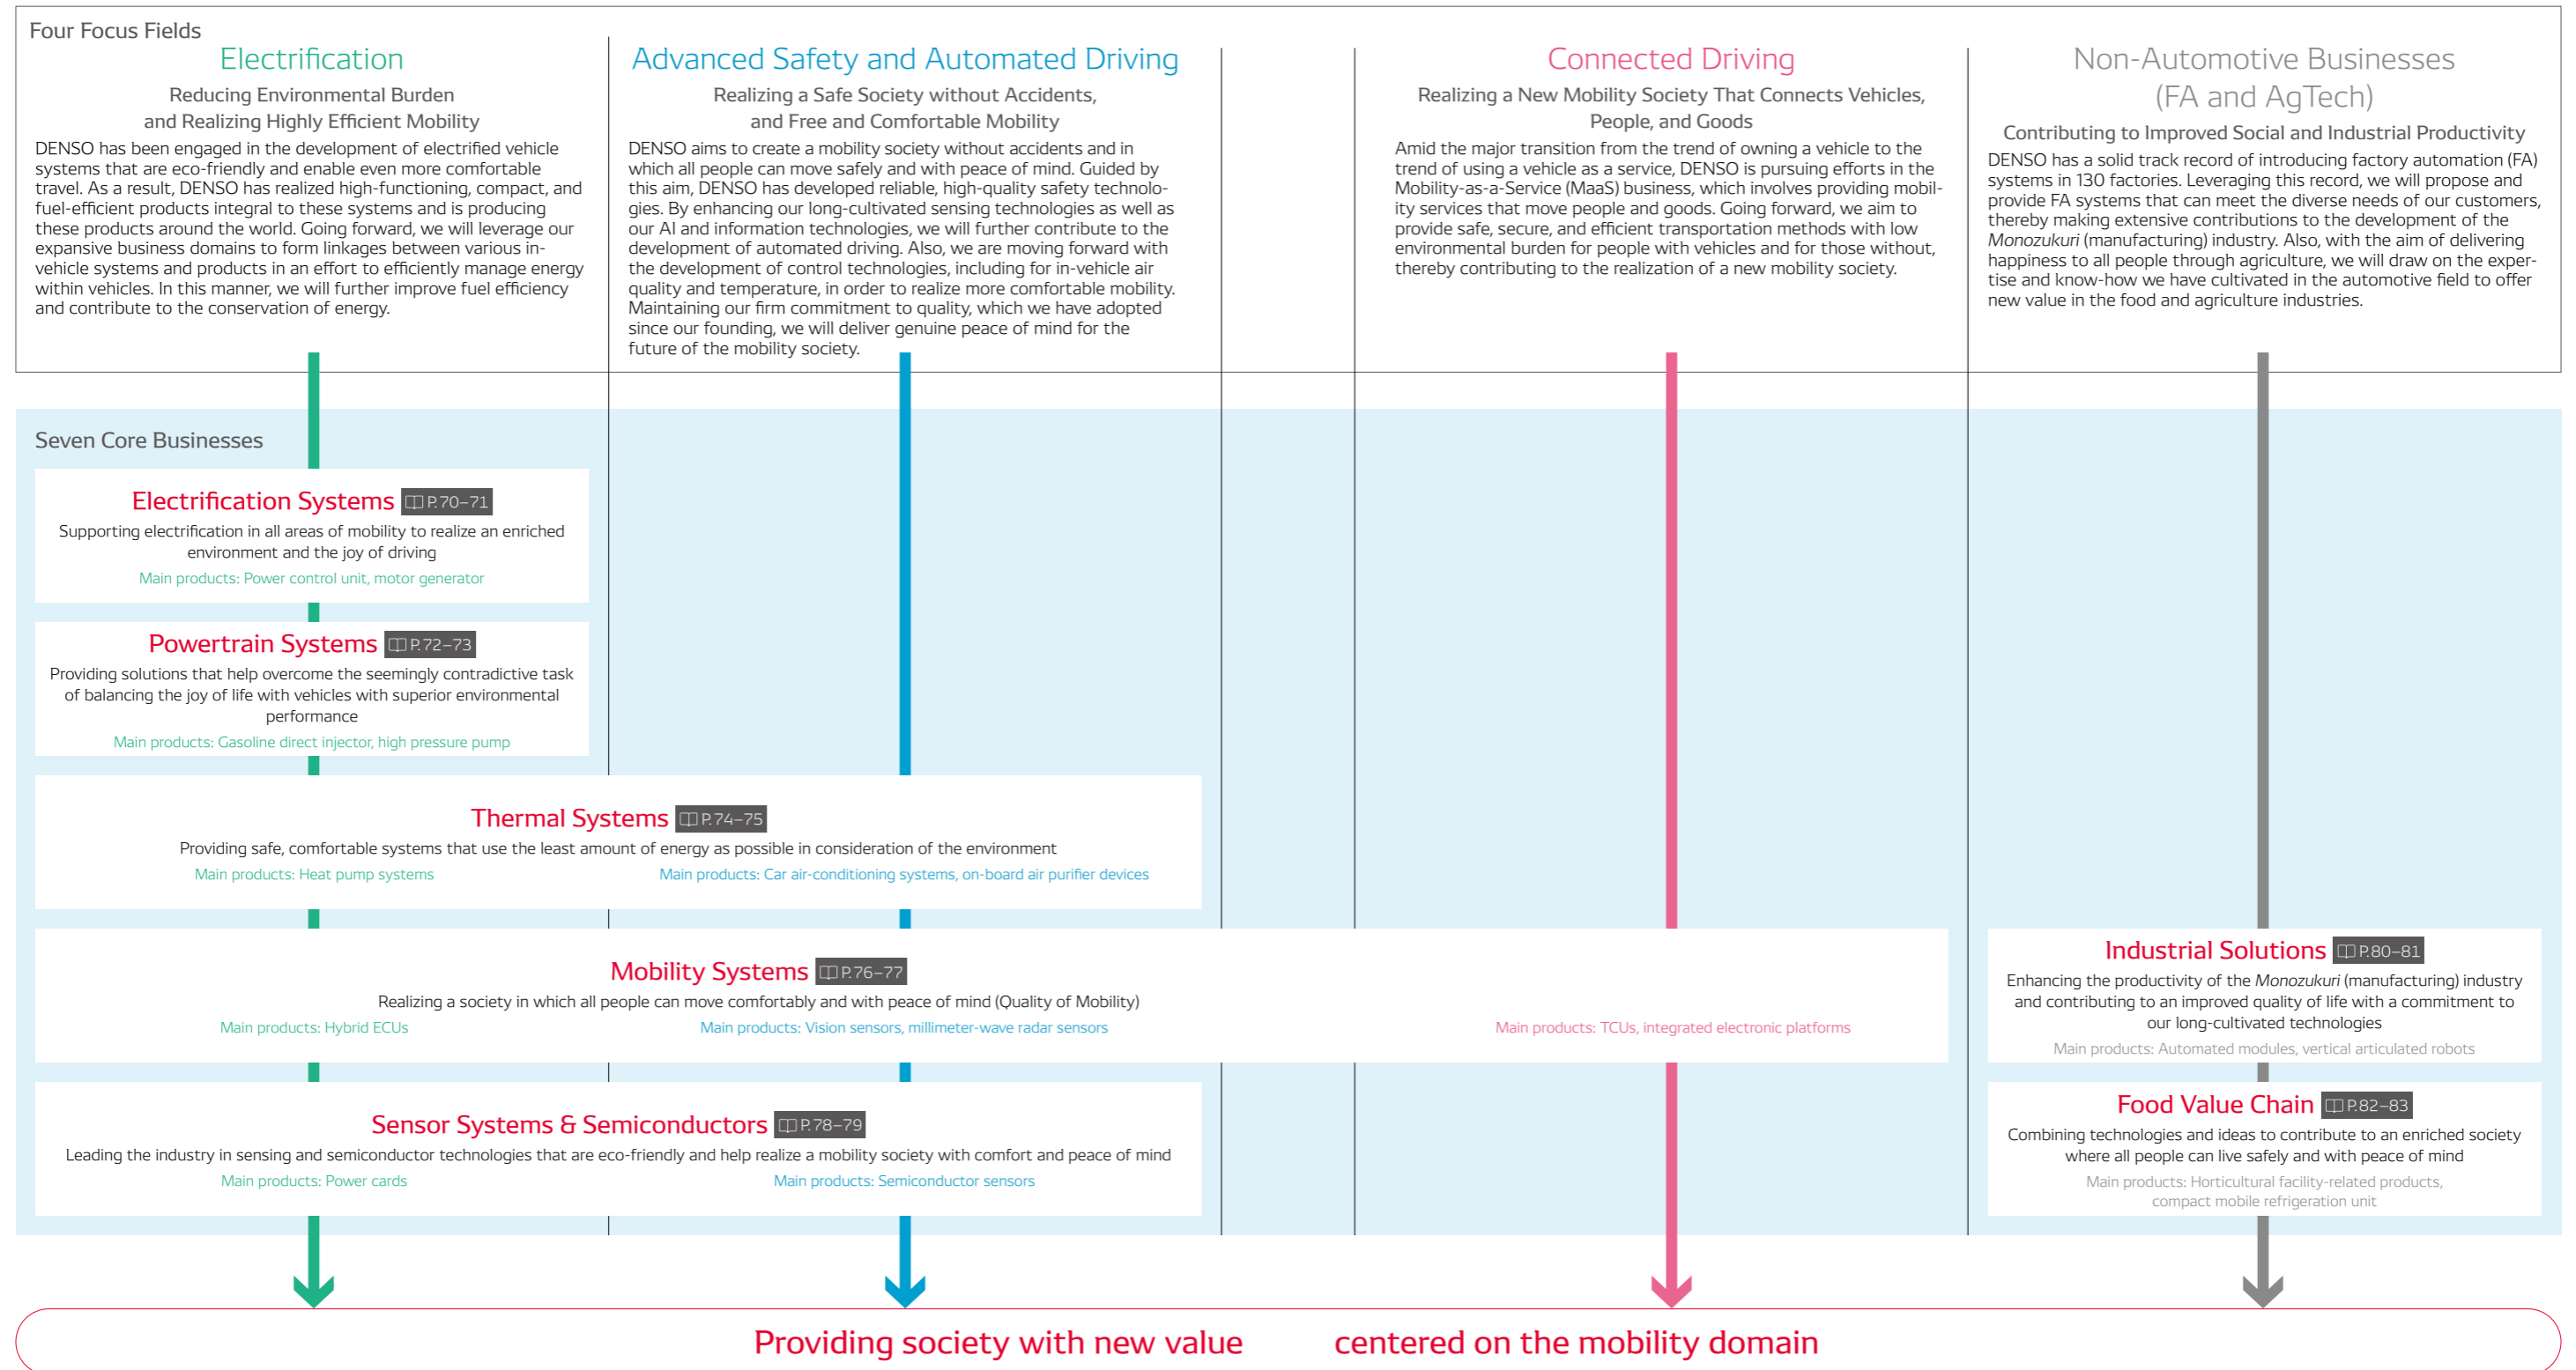 Four Focus Fields
Electrification
Reducing Environmental Burden
and Realizing Highly Efficient Mobility
DENSO has been engaged in the development of electrified vehicle
systems that are eco-friendly and enable even more comfortable
travel. As a result, DENSO has realized high-functioning, compact, and
fuel-efficient products integral to these systems and is producing
these products around the world. Going forward, we will leverage our
expansive business domains to form linkages between various in-
vehicle systems and products in an effort to efficiently manage energy
within vehicles. In this manner, we will further improve fuel efficiency
and contribute to the conservation of energy.
Advanced Safety and Automated Driving
Realizing a Safe Society without Accidents,
and Free and Comfortable Mobility
DENSO aims to create a mobility society without accidents and in
which all people can move safely and with peace of mind. Guided by
this aim, DENSO has developed reliable, high-quality safety technolo-
gies. By enhancing our long-cultivated sensing technologies as well as
our AI and information technologies, we will further contribute to the
development of automated driving. Also, we are moving forward with
the development of control technologies, including for in-vehicle air
quality and temperature, in order to realize more comfortable mobility.
Maintaining our firm commitment to quality, which we have adopted
since our founding, we will deliver genuine peace of mind for the
future of the mobility society.
Connected Driving
Realizing a New Mobility Society That Connects Vehicles,
People, and Goods
Amid the major transition from the trend of owning a vehicle to the
trend of using a vehicle as a service, DENSO is pursuing efforts in the
Mobility-as-a-Service (MaaS) business, which involves providing mobil-
ity services that move people and goods. Going forward, we aim to
provide safe, secure, and efficient transportation methods with low
environmental burden for people with vehicles and for those without,
thereby contributing to the realization of a new mobility society.
Non-Automotive Businesses
(FA and AgTech)
Contributing to Improved Social and Industrial Productivity
DENSO has a solid track record of introducing factory automation (FA)
systems in 130 factories. Leveraging this record, we will propose and
provide FA systems that can meet the diverse needs of our customers,
thereby making extensive contributions to the development of the
Monozukuri (manufacturing) industry. Also, with the aim of delivering
happiness to all people through agriculture, we will draw on the exper-
tise and know-how we have cultivated in the automotive field to offer
new value in the food and agriculture industries.
Seven Core Businesses
Electrification Systems P.70–71
Supporting electrification in all areas of mobility to realize an enriched
environment and the joy of driving
Main products: Power control unit, motor generator
Powertrain Systems P.72–73
Providing solutions that help overcome the seemingly contradictive task
of balancing the joy of life with vehicles with superior environmental
performance
Main products: Gasoline direct injector, high pressure pump
Thermal Systems P.74–75
Providing safe, comfortable systems that use the least amount of energy as possible in consideration of the environment
Main products: Heat pump systems
Main products: Car air-conditioning systems, on-board air purifier devices
Mobility Systems P.76–77
Realizing a society in which all people can move comfortably and with peace of mind (Quality of Mobility)
Main products: Hybrid ECUs
Main products: Vision sensors, millimeter-wave radar sensors
Main products: TCUs, integrated electronic platforms
Sensor Systems & Semiconductors P.78–79
Leading the industry in sensing and semiconductor technologies that are eco-friendly and help realize a mobility society with comfort and peace of mind
Main products: Power cards
Main products: Semiconductor sensors
Industrial Solutions P.80–81
Enhancing the productivity of the Monozukuri (manufacturing) industry
and contributing to an improved quality of life with a commitment to
our long-cultivated technologies
Main products: Automated modules, vertical articulated robots
Food Value Chain P.82–83
Combining technologies and ideas to contribute to an enriched society
where all people can live safely and with peace of mind
Main products: Horticultural facility-related products,
compact mobile refrigeration unit
Providing society with new value centered on the mobility domain